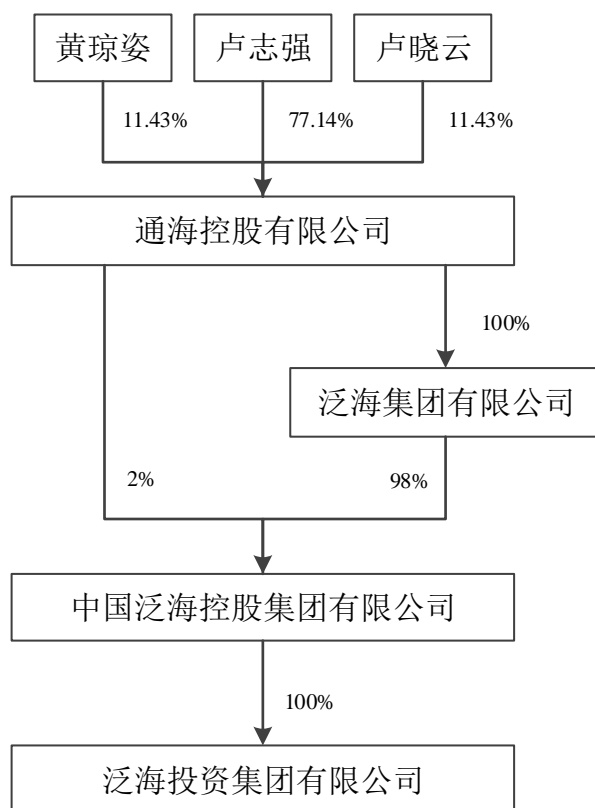 黄琼姿
卢志强
卢晓云
11.43%
77.14%
11.43%
通海控股有限公司
100%
泛海集团有限公司
2%
98%
中国泛海控股集团有限公司
100%
泛海投资集团有限公司